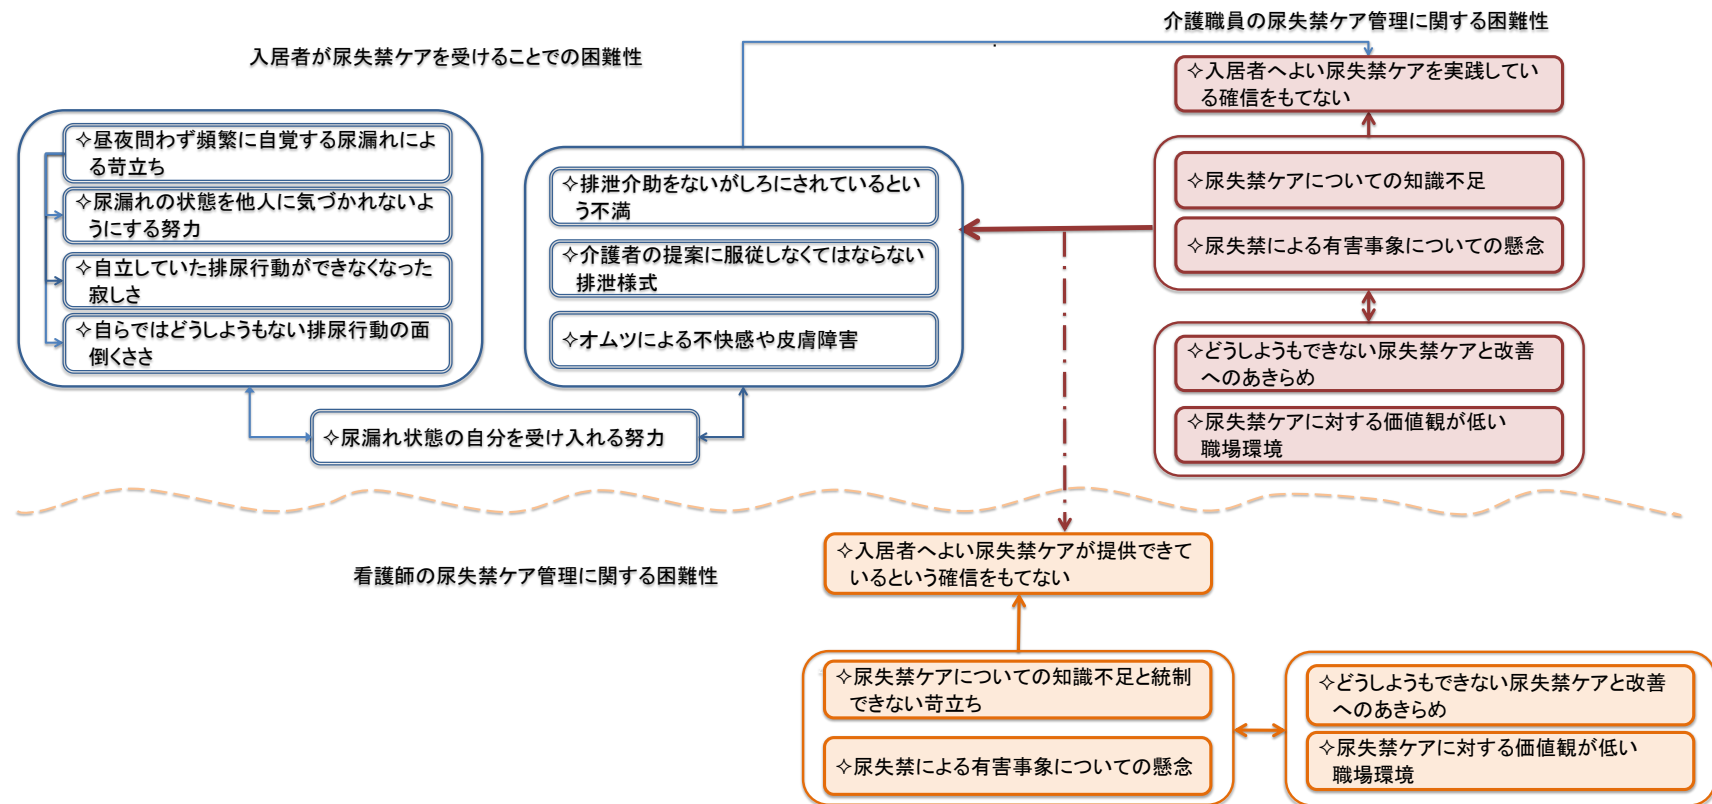 介護職員の尿失禁ケア管理に関する困難性
入居者が尿失禁ケアを受けることでの困難性
✧入居者へよい尿失禁ケアを実践してい
る確信をもてない
✧昼夜問わず頻繁に自覚する尿漏れによ
る苛立ち
✧尿漏れの状態を他人に気づかれないよ
うにする努力
✧自立していた排尿行動ができなくなった
寂しさ
✧自らではどうしようもない排尿行動の面
倒くささ
✧排泄介助をないがしろにされているとい
う不満
✧介護者の提案に服従しなくてはならない
排泄様式
✧オムツによる不快感や皮膚障害
✧尿失禁ケアについての知識不足
✧尿失禁による有害事象についての懸念
✧どうしようもできない尿失禁ケアと改善
へのあきらめ
✧尿失禁ケアに対する価値観が低い
職場環境
✧尿漏れ状態の自分を受け入れる努力
看護師の尿失禁ケア管理に関する困難性
✧入居者へよい尿失禁ケアが提供できて
いるという確信をもてない
✧尿失禁ケアについての知識不足と統制
できない苛立ち
✧尿失禁による有害事象についての懸念
✧どうしようもできない尿失禁ケアと改善
へのあきらめ
✧尿失禁ケアに対する価値観が低い
職場環境